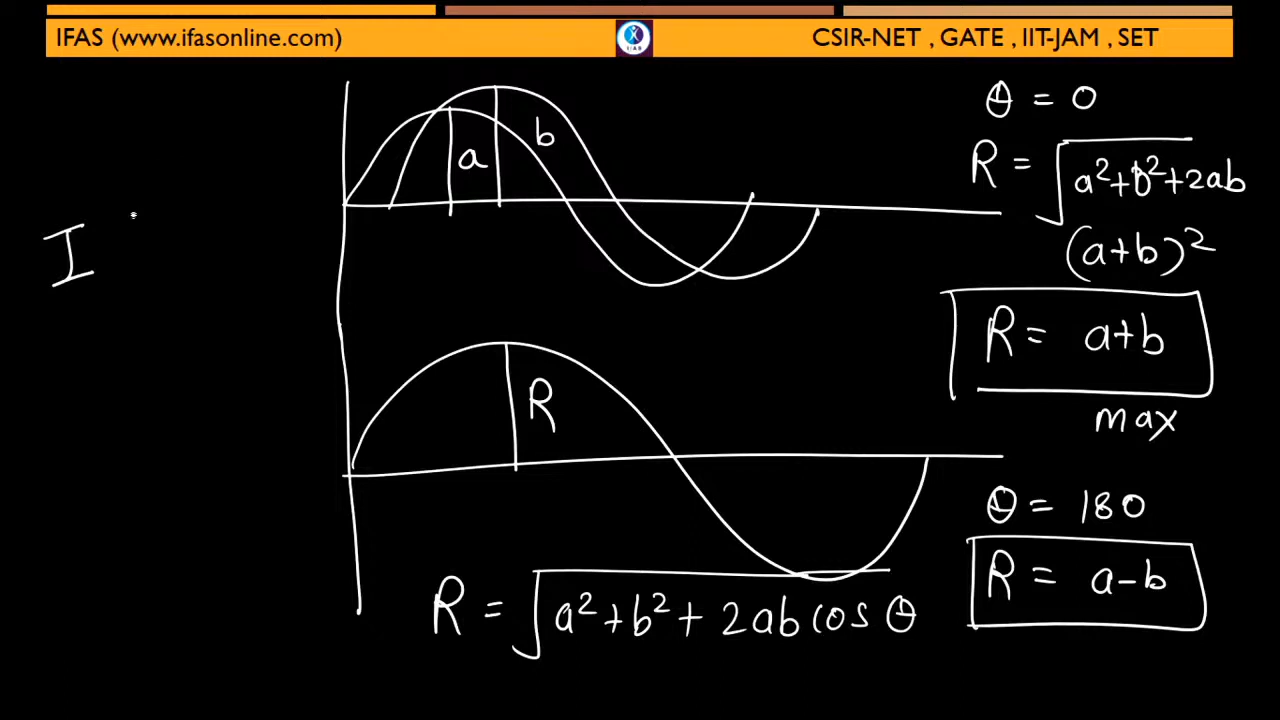 IFAS (www.ifasonline.com)
CSIR-NET , GATE , IIT-JAM , SET
IFAS
a
b
θ = 0
R = √a²+b²+2ab
(a+b)²
R = a+b
max
I
R
θ = 180
R = a-b
R = √a²+b²+ 2ab cos θ